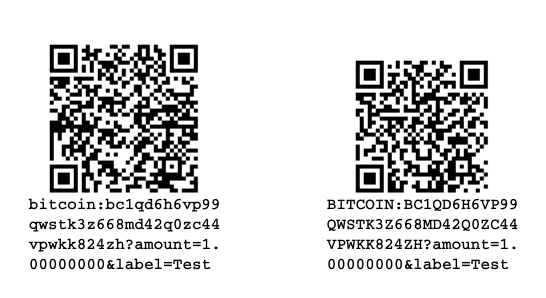 bitcoin:bc1qd6h6vp99
qwstk3z668md42q0zc44
vpwkk824zh?amount=1.
00000000&label=Test
BITCOIN:BC1QD6H6VP99
QWSTK3Z668MD42Q0ZC44
VPWKK824ZH?amount=1.
00000000&label=Test